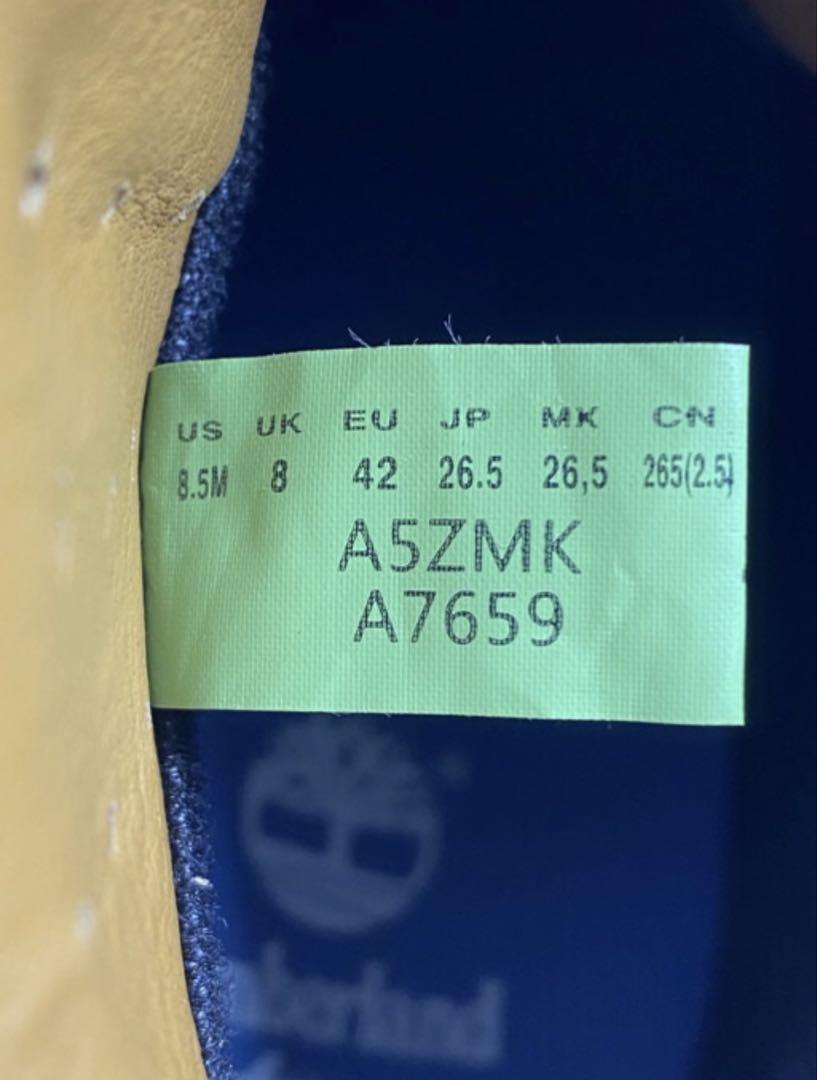 US UK EU JP MK CN
8.5M 8 42 26.5 26,5 265(2.5)
A5ZMK
A7659